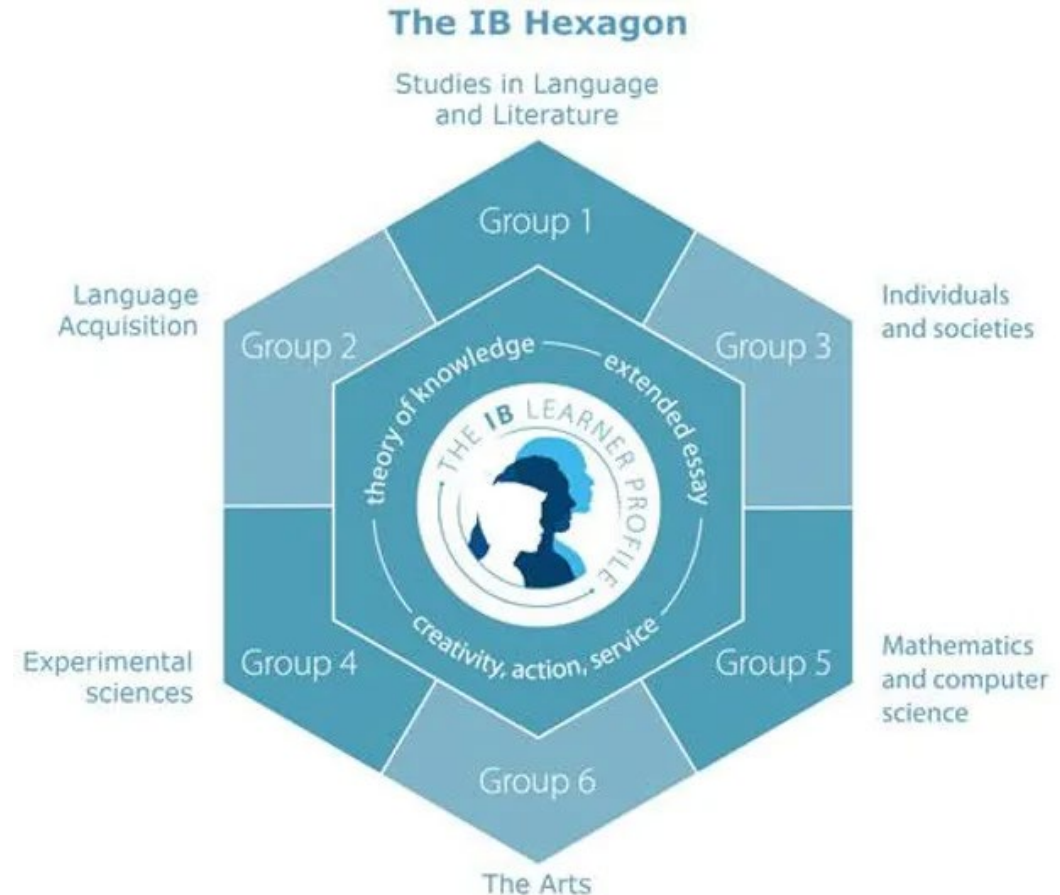 The IB Hexagon
Studies in Language
and Literature
Group 1
Language
Acquisition
Group 2
Group 3
Individuals
and societies
theory of knowledge
extended essay
THE IB LEARNER PROFILE
creativity, action, service
Experimental
sciences
Group 4
Group 5
Mathematics
and computer
science
Group 6
The Arts